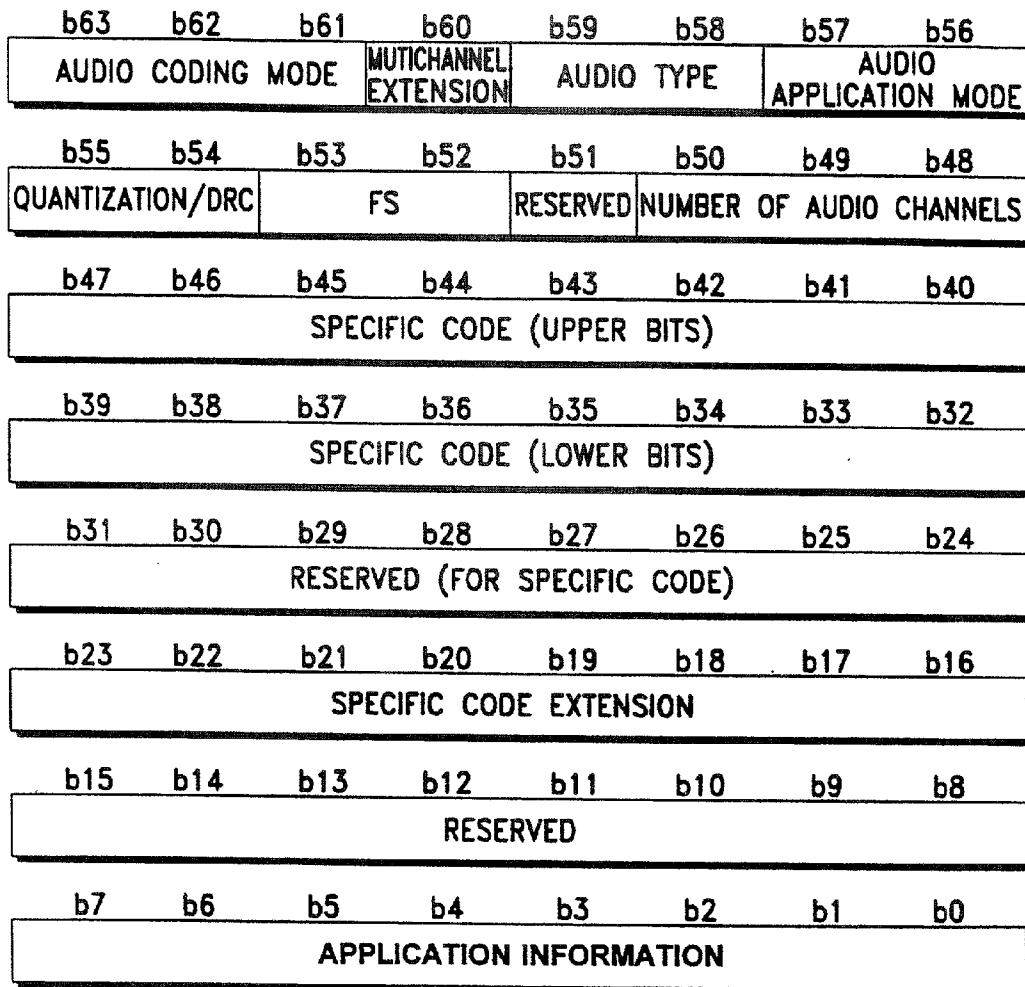 b63 b62 b61 b60 b59 b58 b57 b56
AUDIO CODING MODE
MUTICHANNEL
EXTENSION
AUDIO TYPE
AUDIO
APPLICATION MODE
b55 b54 b53 b52 b51 b50 b49 b48
QUANTIZATION/DRC FS RESERVED NUMBER OF AUDIO CHANNELS
b47 b46 b45 b44 b43 b42 b41 b40
SPECIFIC CODE (UPPER BITS)
b39 b38 b37 b36 b35 b34 b33 b32
SPECIFIC CODE (LOWER BITS)
b31 b30 b29 b28 b27 b26 b25 b24
RESERVED (FOR SPECIFIC CODE)
b23 b22 b21 b20 b19 b18 b17 b16
SPECIFIC CODE EXTENSION
b15 b14 b13 b12 b11 b10 b9 b8
RESERVED
b7 b6 b5 b4 b3 b2 b1 b0
APPLICATION INFORMATION